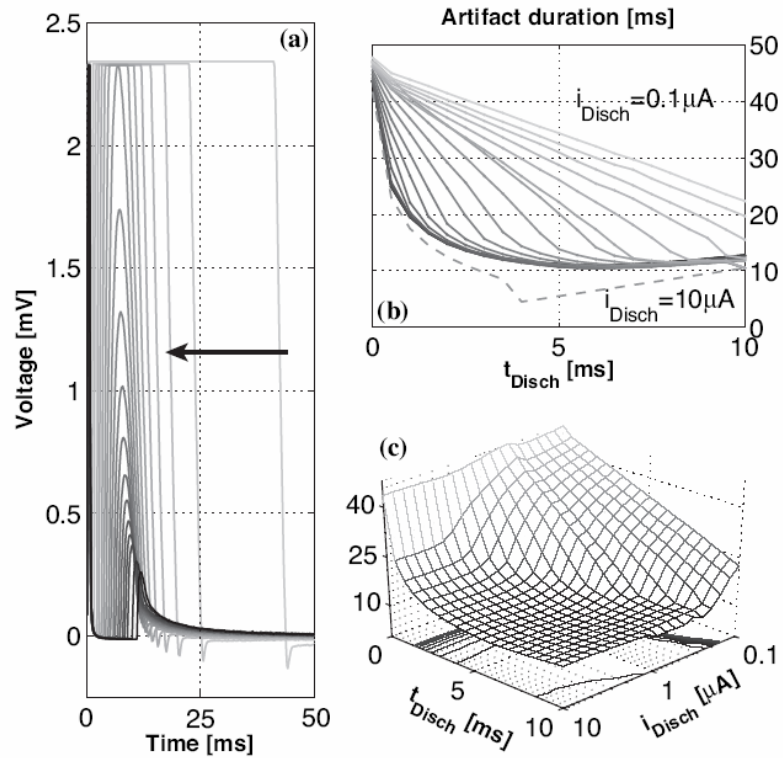 (a)
2.5
2
1.5
1
0.5
0
0
25
50
Voltage [mV]
Time [ms]
Artifact duration [ms]
50
40
30
20
10
0
i_Disch=0.1μA
i_Disch=10μA
(b)
0
5
10
t_Disch [ms]
(c)
40
25
10
0
5
10
t_Disch [ms]
10
1
0.1
i_Disch [μA]